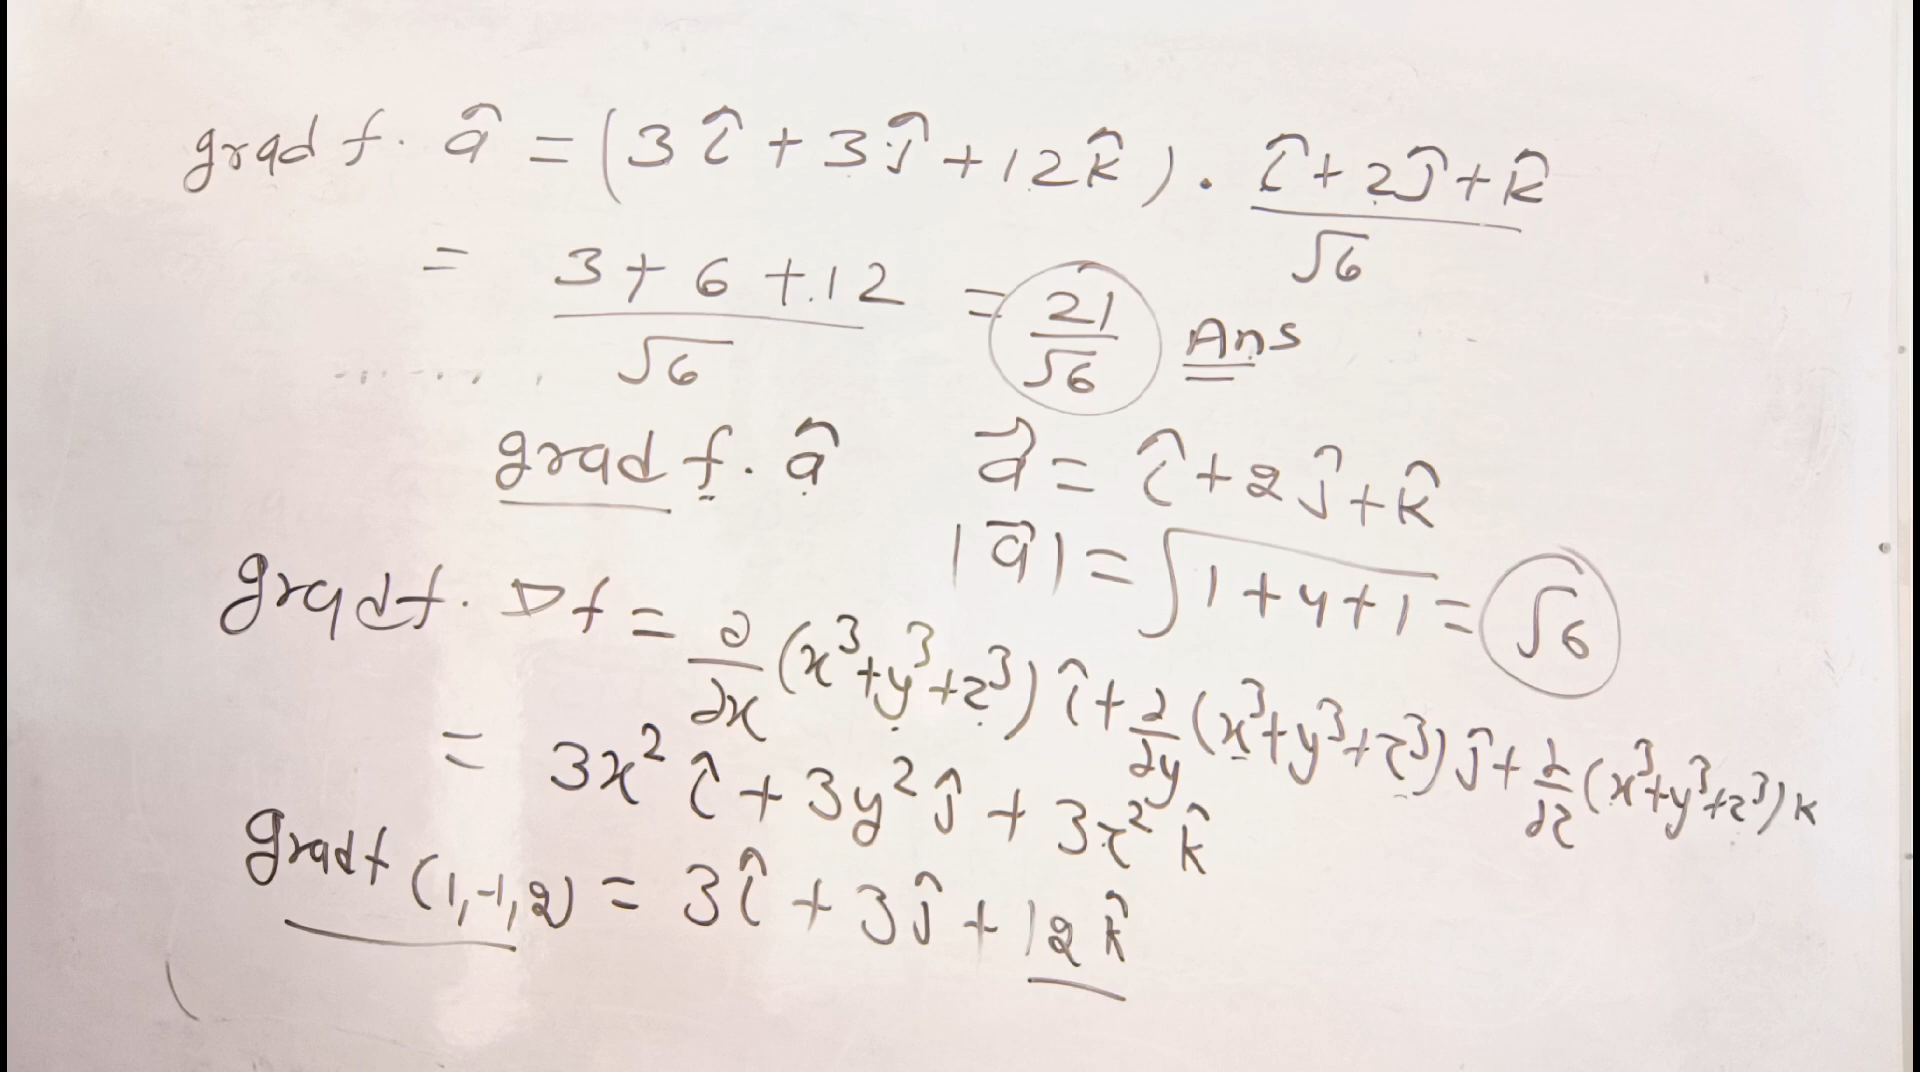 grad f. â = (3î + 3ĵ + 12k̂) . (î + 2ĵ + k̂)/√6
= (3 + 6 + 12)/√6 = 21/√6 Ans
grad f. â
a⃗ = î + 2ĵ + k̂
|a⃗| = √(1 + 4 + 1) = √6
grad f. ∇f = ∂/∂x (x³+y³+z³) î + ∂/∂y (x³+y³+z³) ĵ + ∂/∂z (x³+y³+z³) k
= 3x² î + 3y² ĵ + 3z² k̂
grad f (1,-1,2) = 3î + 3ĵ + 12k̂